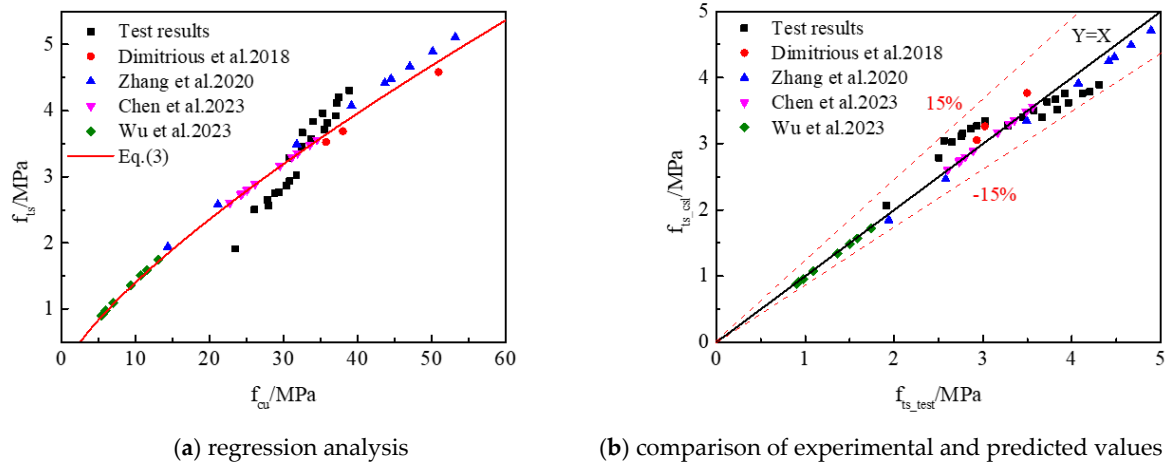 Test results
Dimitrious et al.2018
Zhang et al.2020
Chen et al.2023
Wu et al.2023
Eq.(3)
f_ts/MPa
5
4
3
2
1
0 10 20 30 40 50 60
f_cu/MPa
(a) regression analysis
Test results
Dimitrious et al.2018
Zhang et al.2020
Chen et al.2023
Wu et al.2023
Y=X
15%
-15%
f_ts_cal/MPa
5
4
3
2
1
0
0 1 2 3 4 5
f_ts_test/MPa
(b) comparison of experimental and predicted values